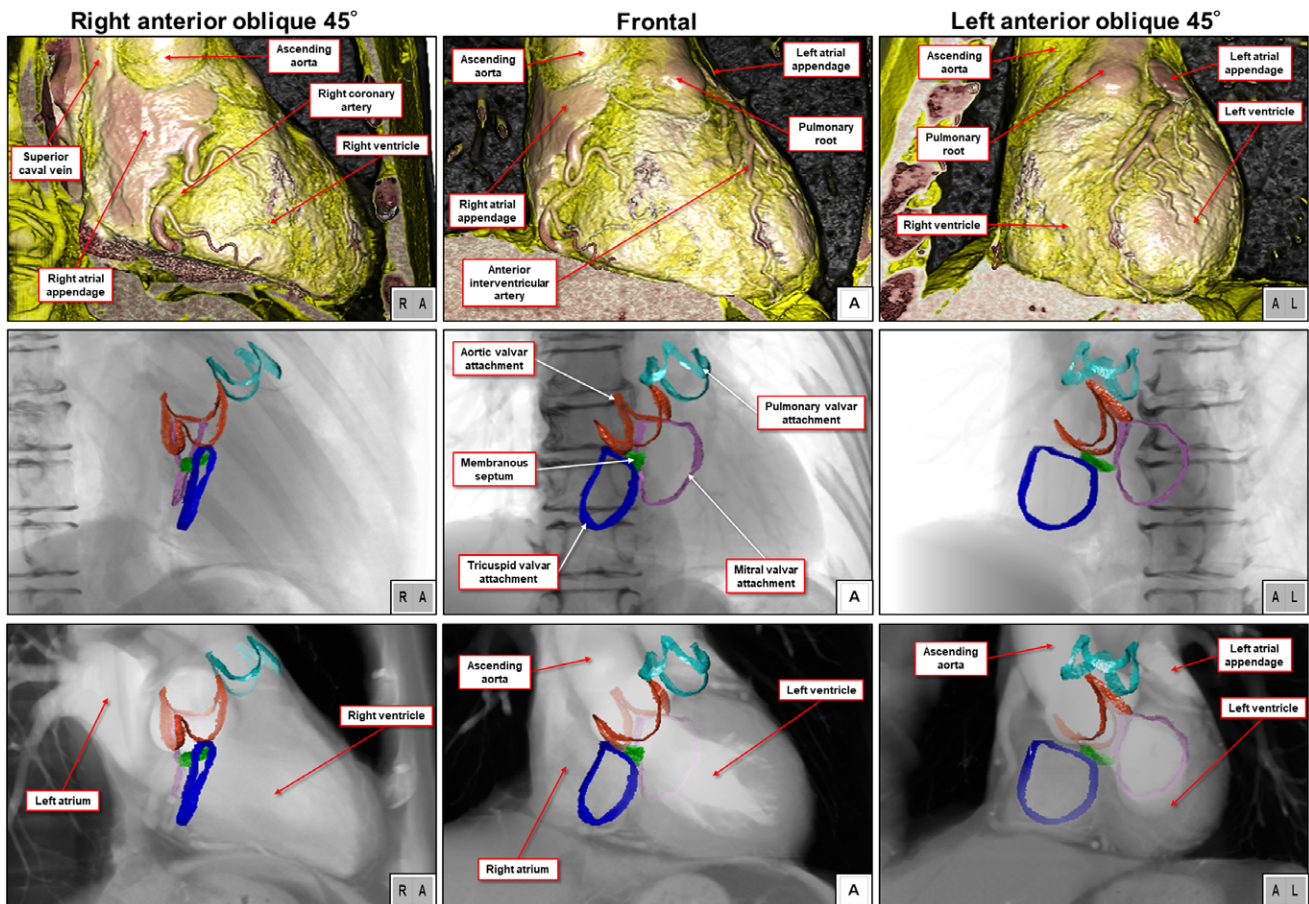 Right anterior oblique 45°
Frontal
Left anterior oblique 45°
Ascending
aorta
Right coronary
artery
Right ventricle
Superior
caval vein
Right atrial
appendage
R A
Ascending
aorta
Left atrial
appendage
Pulmonary
root
Right atrial
appendage
Anterior
interventricular
artery
A
Ascending
aorta
Left atrial
appendage
Left ventricle
Pulmonary
root
Right ventricle
A L
R A
Aortic valvar
attachment
Pulmonary valvar
attachment
Membranous
septum
Tricuspid valvar
attachment
Mitral valvar
attachment
A
A L
Right ventricle
Left atrium
R A
Ascending
aorta
Left ventricle
Right atrium
A
Ascending
aorta
Left atrial
appendage
Left ventricle
A L